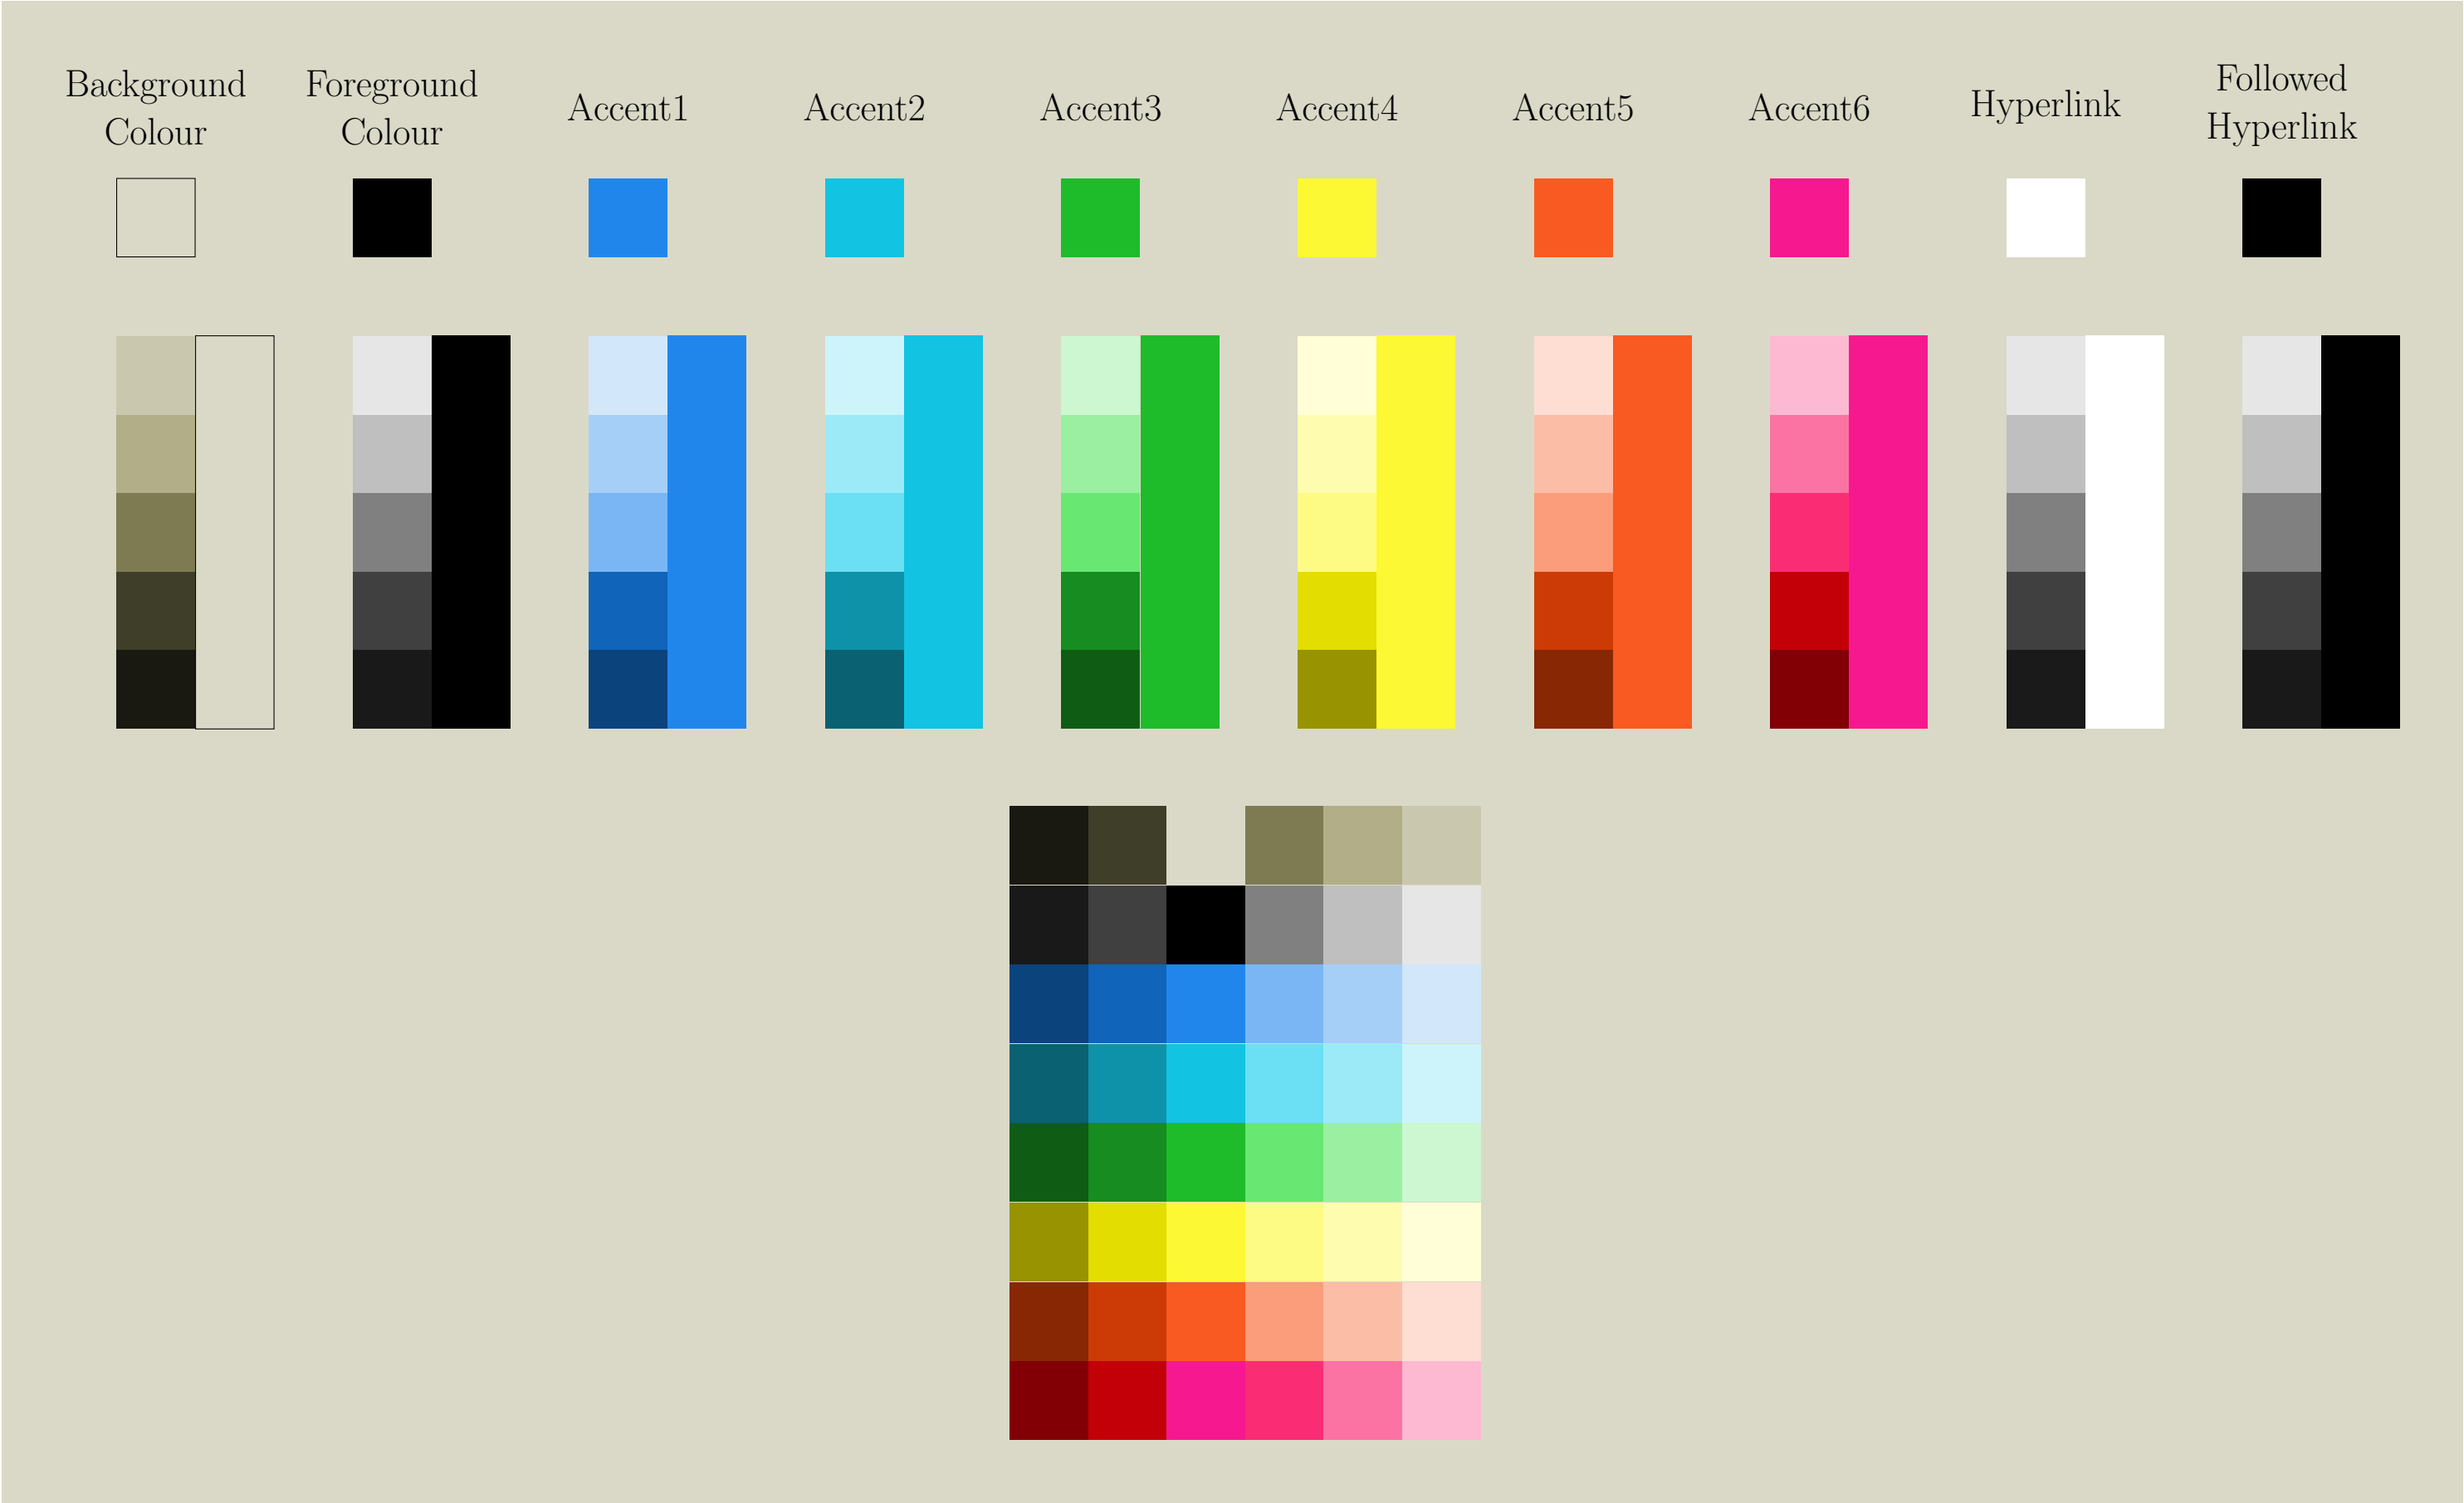 Background
Colour
Foreground
Colour
Accent1
Accent2
Accent3
Accent4
Accent5
Accent6
Hyperlink
Followed
Hyperlink